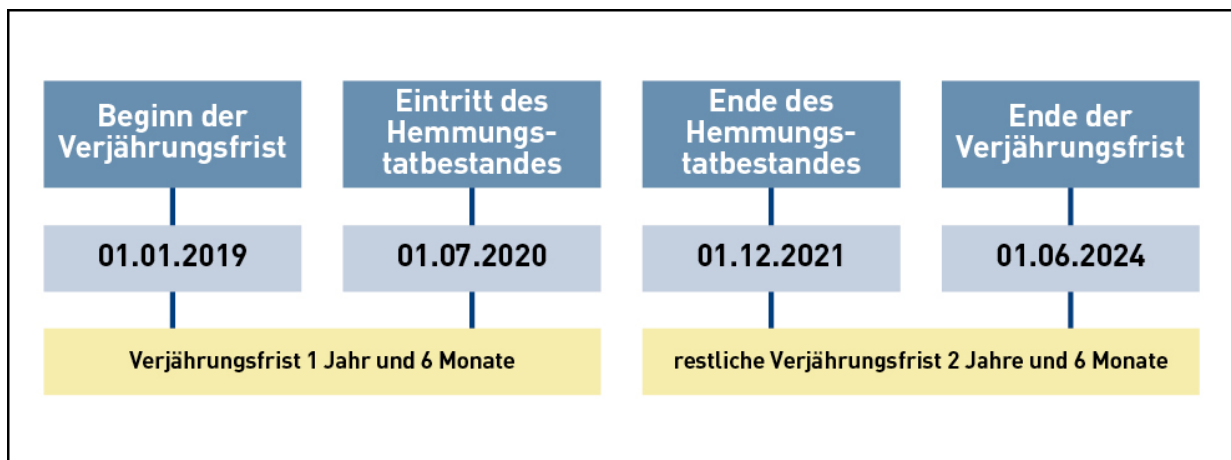 Beginn der
Verjährungsfrist
Eintritt des
Hemmungs-
tatbestandes
Ende des
Hemmungs-
tatbestandes
Ende der
Verjährungsfrist
01.01.2019
01.07.2020
01.12.2021
01.06.2024
Verjährungsfrist 1 Jahr und 6 Monate
restliche Verjährungsfrist 2 Jahre und 6 Monate